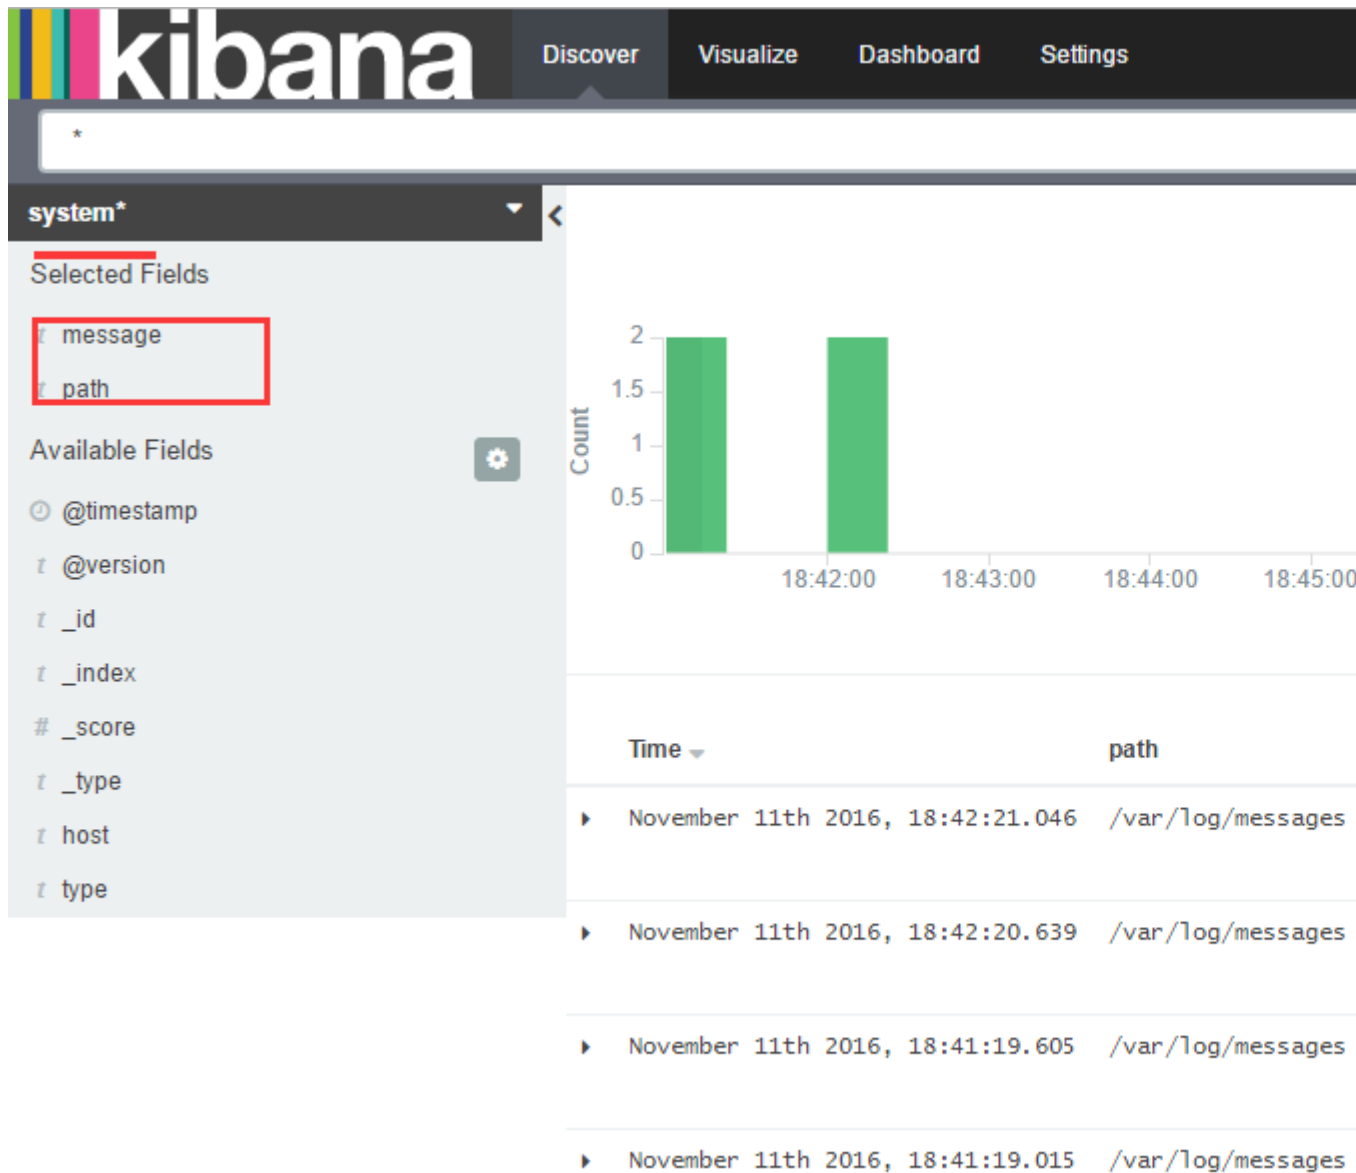 kibana Discover Visualize Dashboard Settings
*
system*
Selected Fields
t message
t path
Available Fields
@timestamp
t @version
t _id
t _index
# _score
t _type
t host
t type
Count
2
1.5
1
0.5
0
18:42:00 18:43:00 18:44:00 18:45:00
Time path
November 11th 2016, 18:42:21.046 /var/log/messages
November 11th 2016, 18:42:20.639 /var/log/messages
November 11th 2016, 18:41:19.605 /var/log/messages
November 11th 2016, 18:41:19.015 /var/log/messages